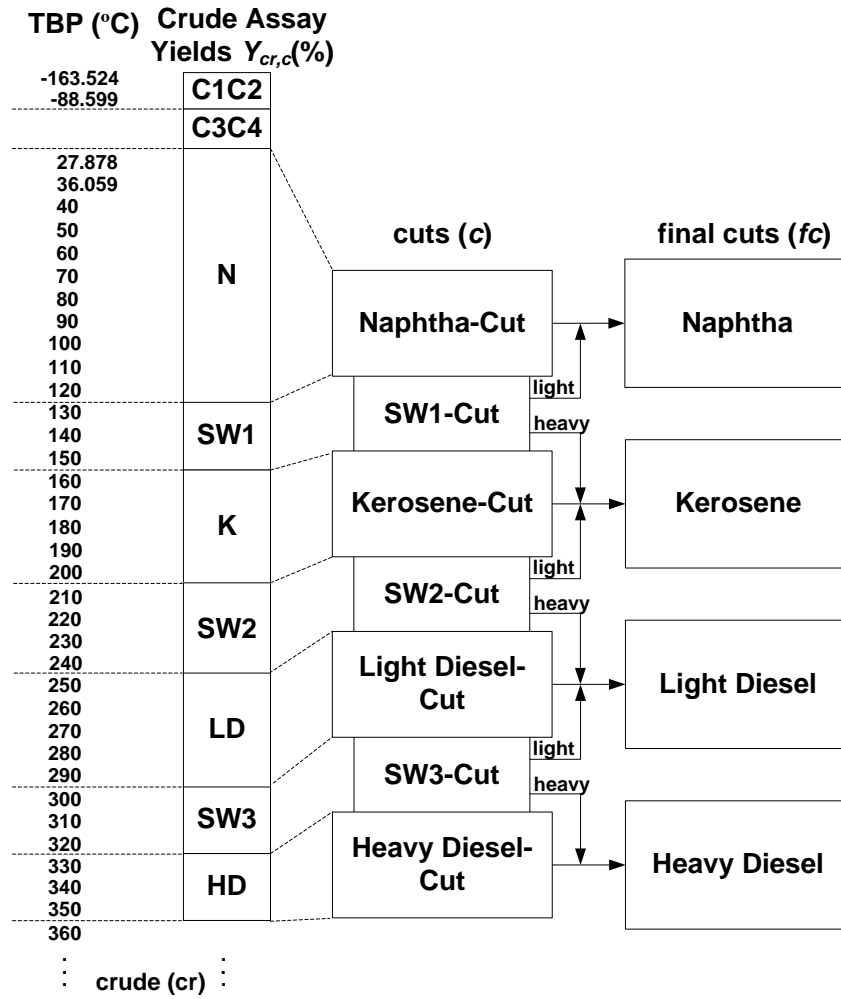 TBP (ºC)
Crude Assay
Yields Ycr,c(%)
-163.524
-88.599
27.878
36.059
40
50
60
70
80
90
100
110
120
130
140
150
160
170
180
190
200
210
220
230
240
250
260
270
280
290
300
310
320
330
340
350
360
C1C2
C3C4
N
SW1
K
SW2
LD
SW3
HD
crude (cr)
cuts (c)
Naphtha-Cut
SW1-Cut
Kerosene-Cut
SW2-Cut
Light Diesel-
Cut
SW3-Cut
Heavy Diesel-
Cut
light
heavy
light
heavy
light
heavy
final cuts (fc)
Naphtha
Kerosene
Light Diesel
Heavy Diesel